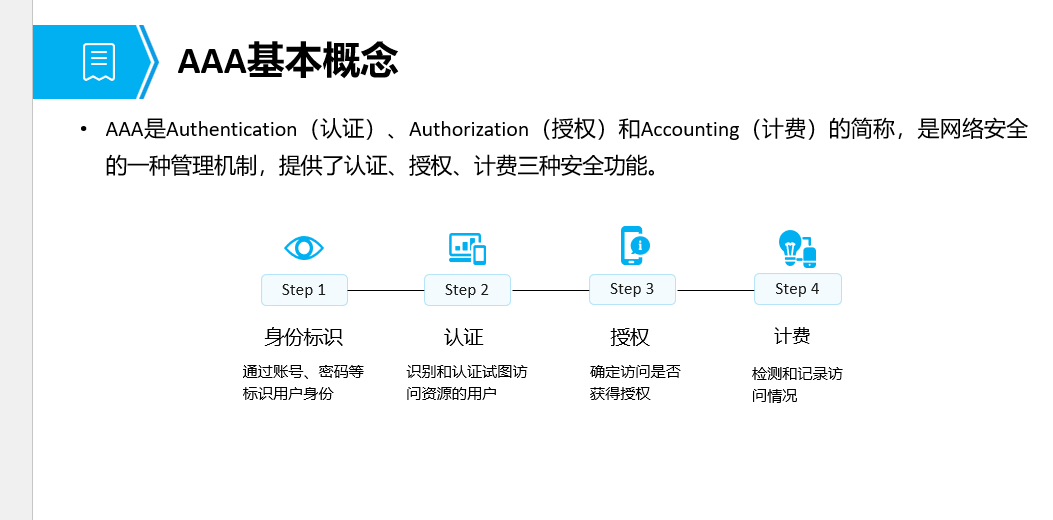 AAA基本概念
• AAA是Authentication（认证）、Authorization（授权）和Accounting（计费）的简称，是网络安全
的一种管理机制，提供了认证、授权、计费三种安全功能。
Step 1
Step 2
Step 3
Step 4
身份标识
认证
授权
计费
通过账号、密码等
标识用户身份
识别和认证试图访
问资源的用户
确定访问是否
获得授权
检测和记录访
问情况